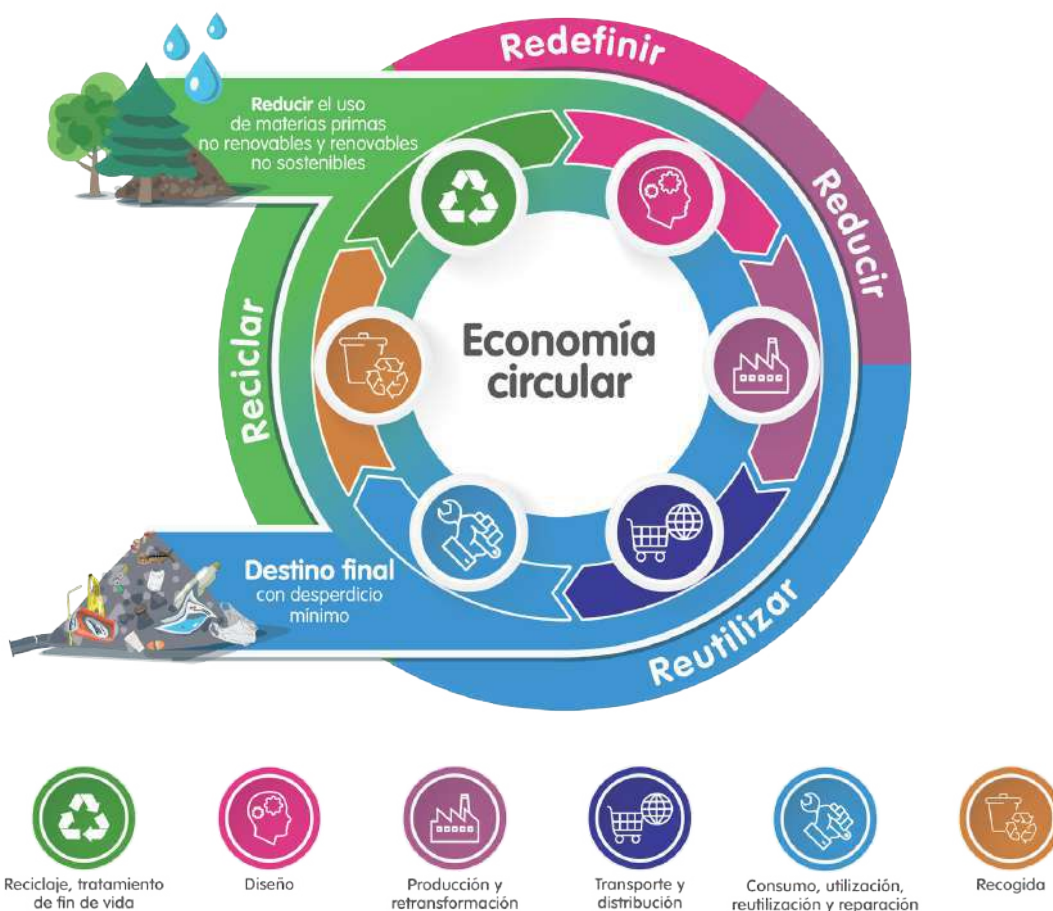 Redefinir
Reducir el uso
de materias primas
no renovables y renovables
no sostenibles
Reducir
Reciclar
Economía
circular
Destino final
con desperdicio
mínimo
Reutilizar
Reciclaje, tratamiento
de fin de vida
Diseño
Producción y
retransformación
Transporte y
distribución
Consumo, utilización,
reutilización y reparación
Recogida